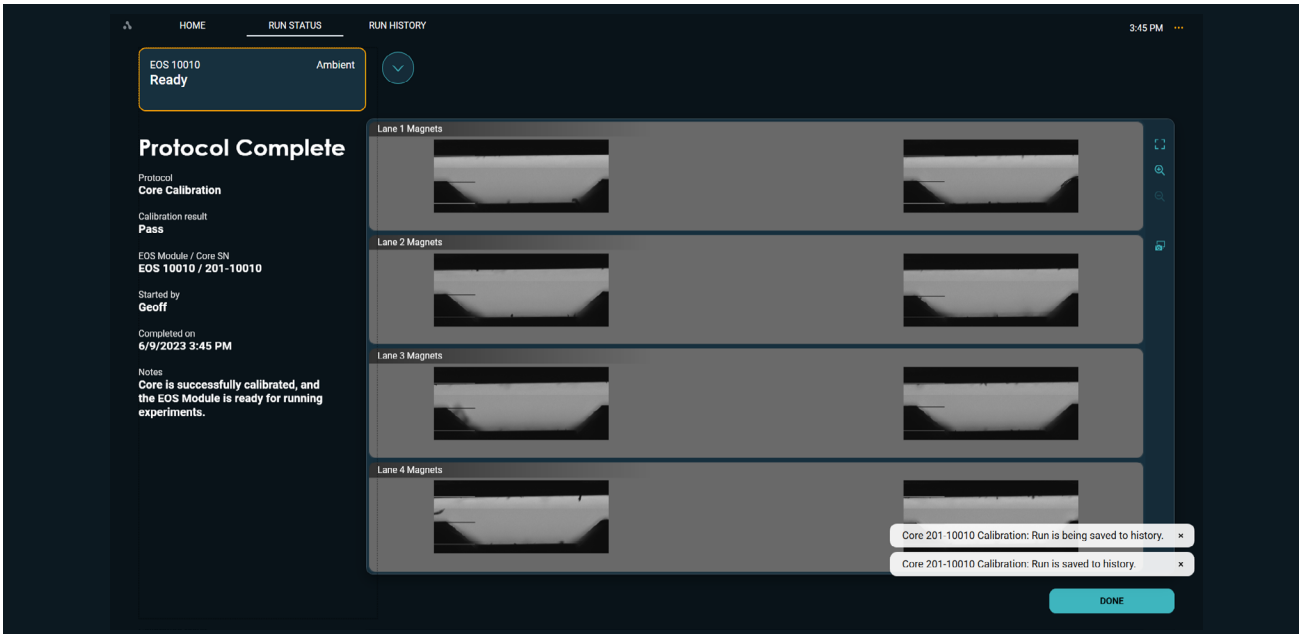 HOME
RUN STATUS
RUN HISTORY
3:45 PM
EOS 10010
Ambient
Ready
Protocol Complete
Protocol
Core Calibration
Calibration result
Pass
EOS Module / Core SN
EOS 10010 / 201-10010
Started by
Geoff
Completed on
6/9/2023 3:45 PM
Notes
Core is successfully calibrated, and
the EOS Module is ready for running
experiments.
Lane 1 Magnets
Lane 2 Magnets
Lane 3 Magnets
Lane 4 Magnets
Core 201-10010 Calibration: Run is being saved to history. ×
Core 201-10010 Calibration: Run is saved to history. ×
DONE